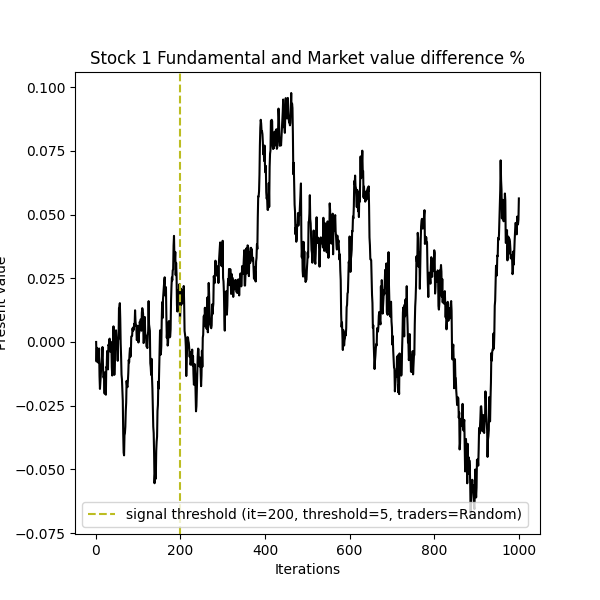 Stock 1 Fundamental and Market value difference %
0.100
0.075
0.050
0.025
0.000
−0.025
−0.050
−0.075
Present value
signal threshold (it=200, threshold=5, traders=Random)
0 200 400 600 800 1000
Iterations